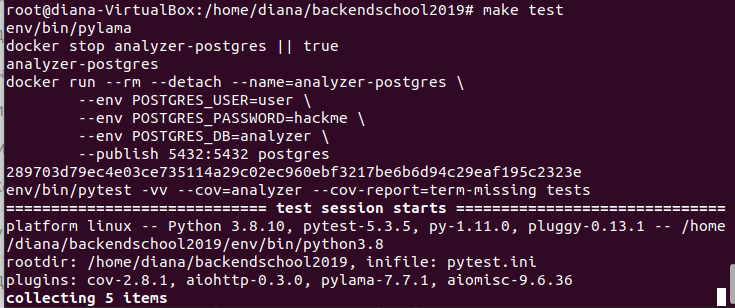 root@diana-VirtualBox:/home/diana/backendschool2019# make test
env/bin/pylama
docker stop analyzer-postgres || true
analyzer-postgres
docker run --rm --detach --name=analyzer-postgres \
        --env POSTGRES_USER=user \
        --env POSTGRES_PASSWORD=hackme \
        --env POSTGRES_DB=analyzer \
        --publish 5432:5432 postgres
289703d79ec4e03ce735114a29c02ec960ebf3217be6b6d94c29eaf195c2323e
env/bin/pytest -vv --cov=analyzer --cov-report=term-missing tests
============================= test session starts ==============================
platform linux -- Python 3.8.10, pytest-5.3.5, py-1.11.0, pluggy-0.13.1 -- /home
/diana/backendschool2019/env/bin/python3.8
rootdir: /home/diana/backendschool2019, inifile: pytest.ini
plugins: cov-2.8.1, aiohttp-0.3.0, pylama-7.7.1, aiomisc-9.6.36
collecting 5 items